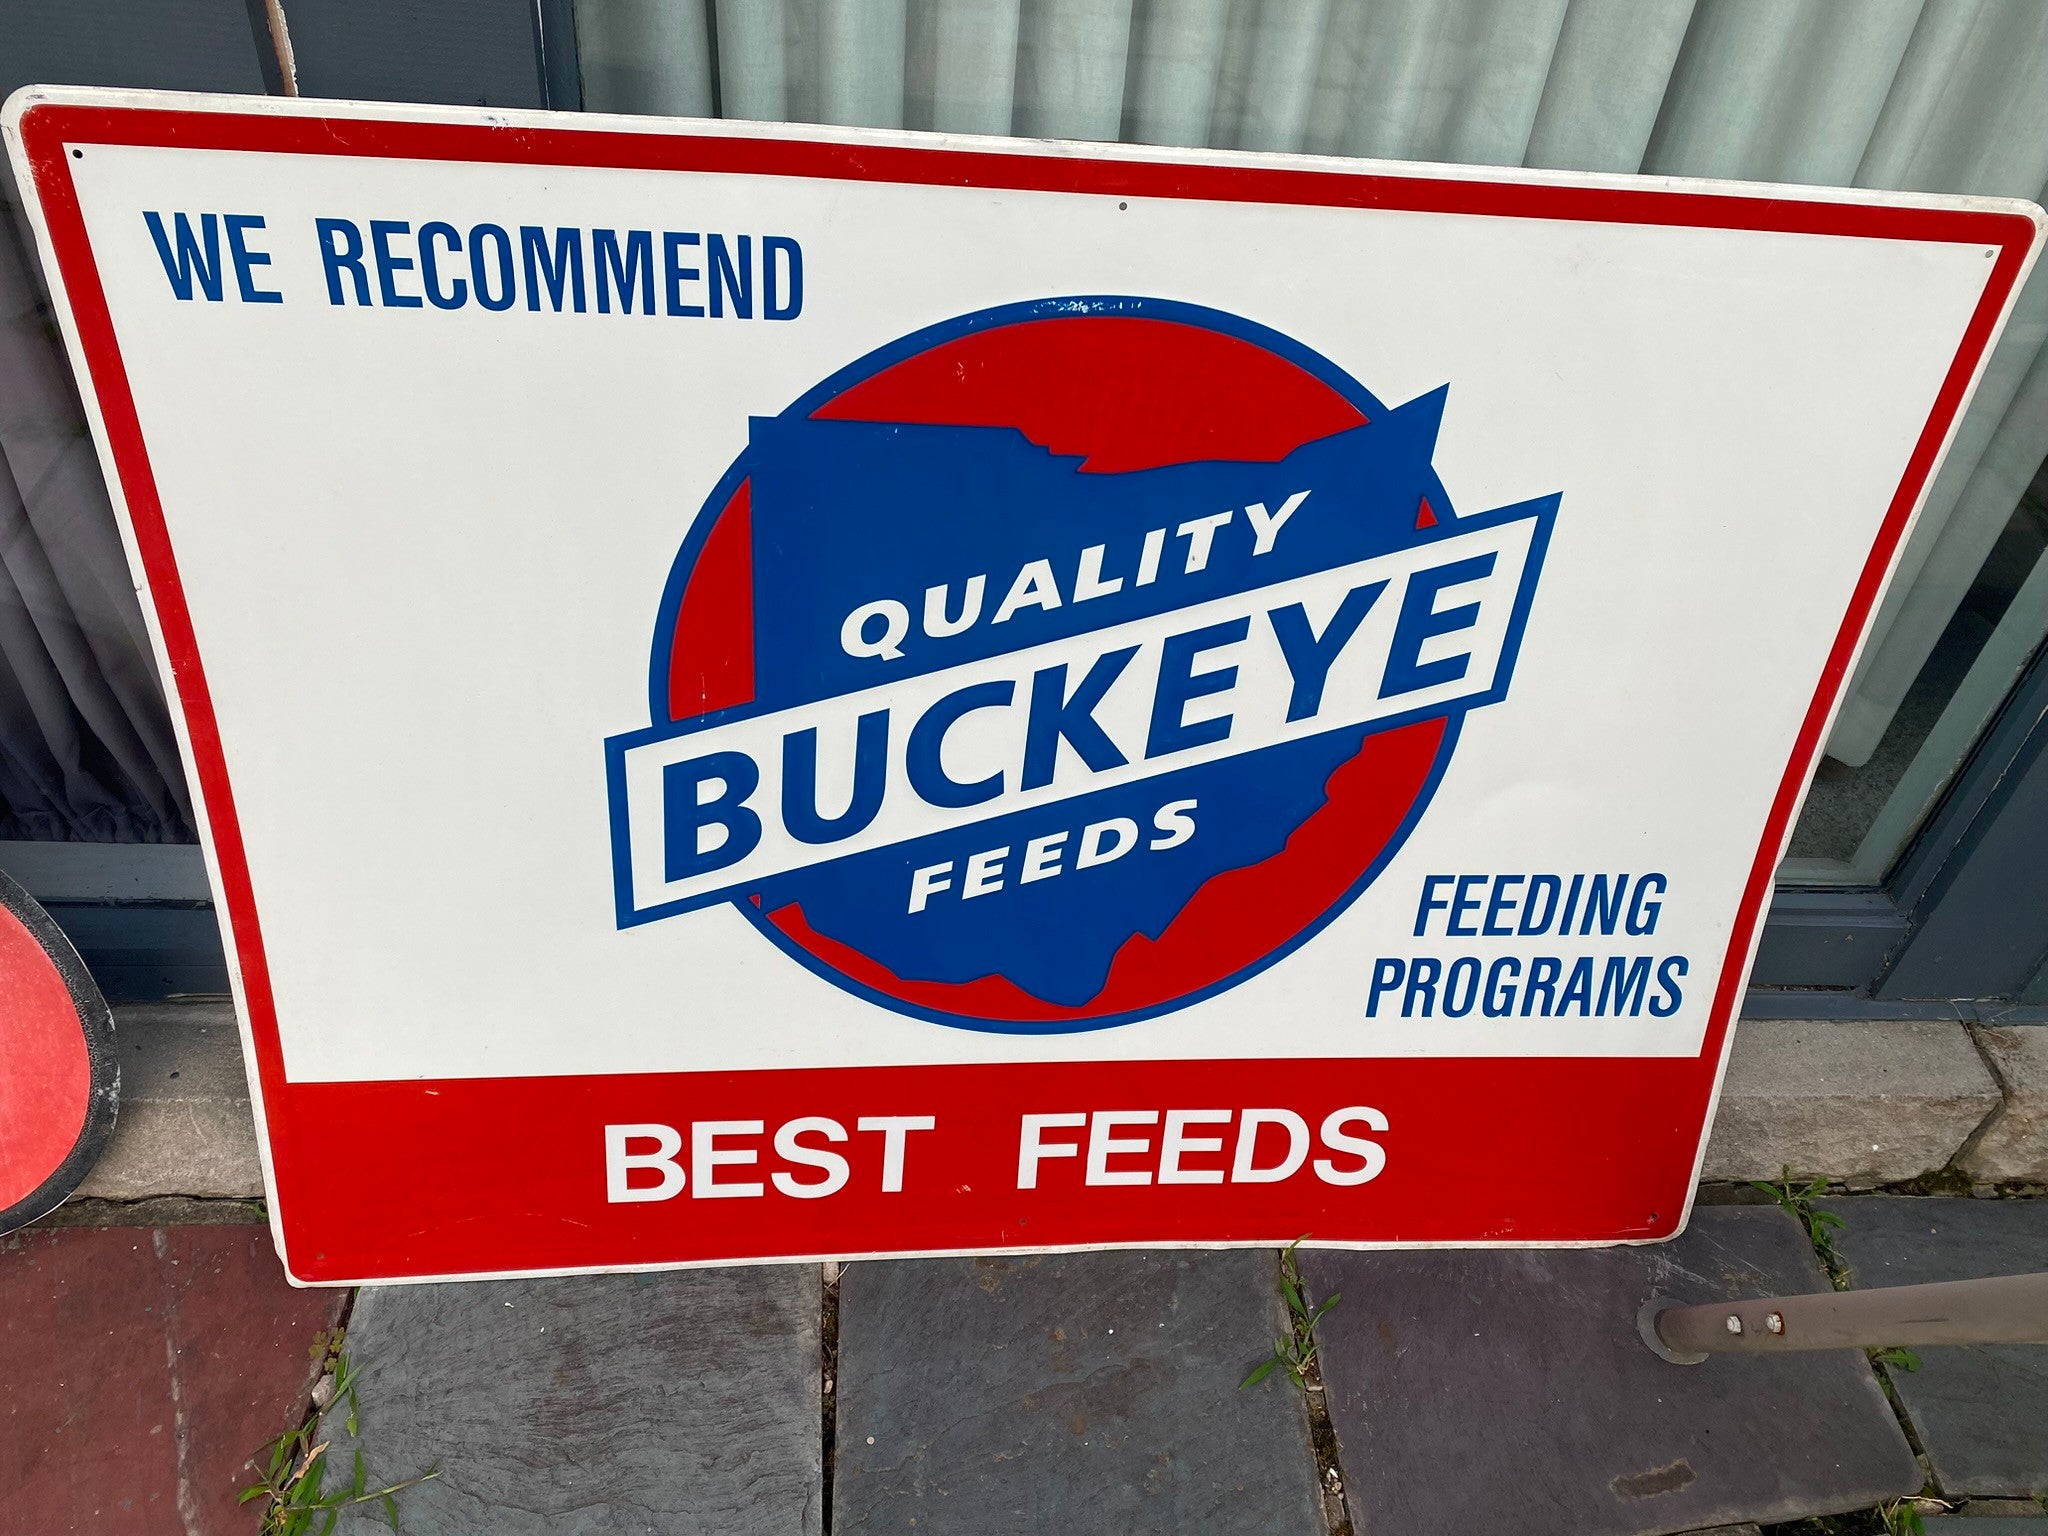 WE RECOMMEND
QUALITY
BUCKEYE
FEEDS
FEEDING
PROGRAMS
BEST FEEDS